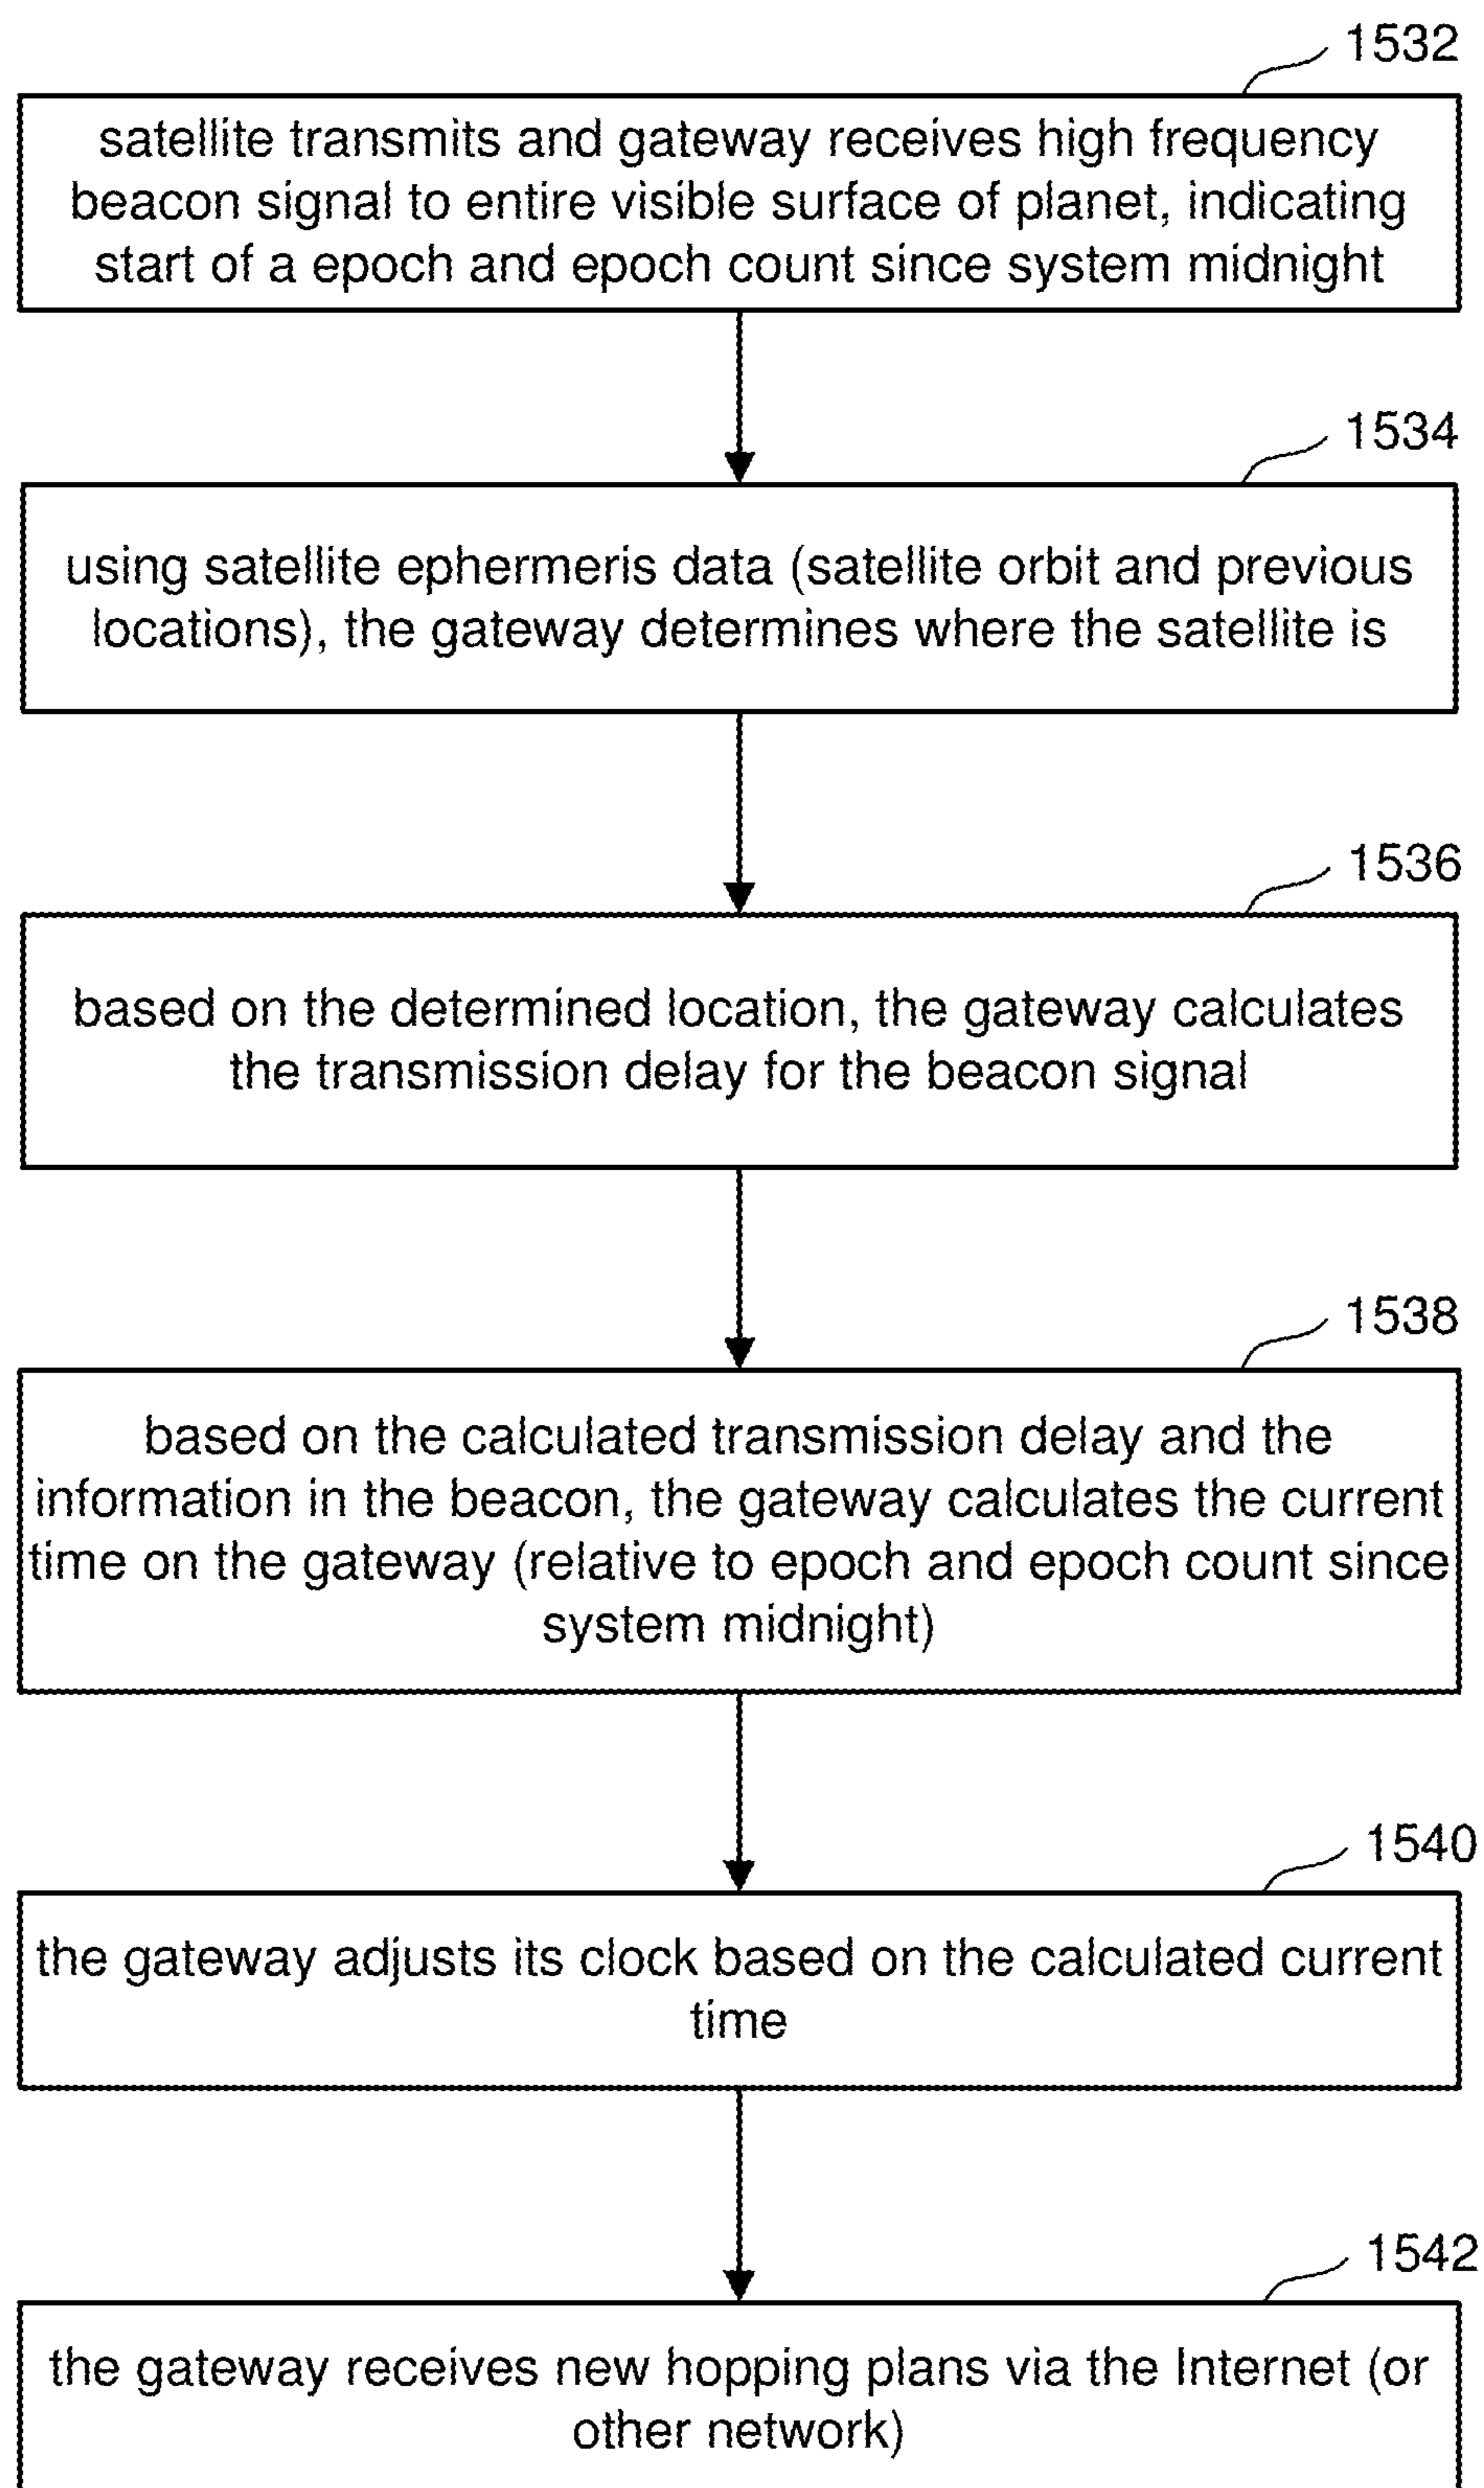 1532
satellite transmits and gateway receives high frequency
beacon signal to entire visible surface of planet, indicating
start of a epoch and epoch count since system midnight
1534
using satellite ephermeris data (satellite orbit and previous
locations), the gateway determines where the satellite is
1536
based on the determined location, the gateway calculates
the transmission delay for the beacon signal
1538
based on the calculated transmission delay and the
information in the beacon, the gateway calculates the current
time on the gateway (relative to epoch and epoch count since
system midnight)
1540
the gateway adjusts its clock based on the calculated current
time
1542
the gateway receives new hopping plans via the Internet (or
other network)